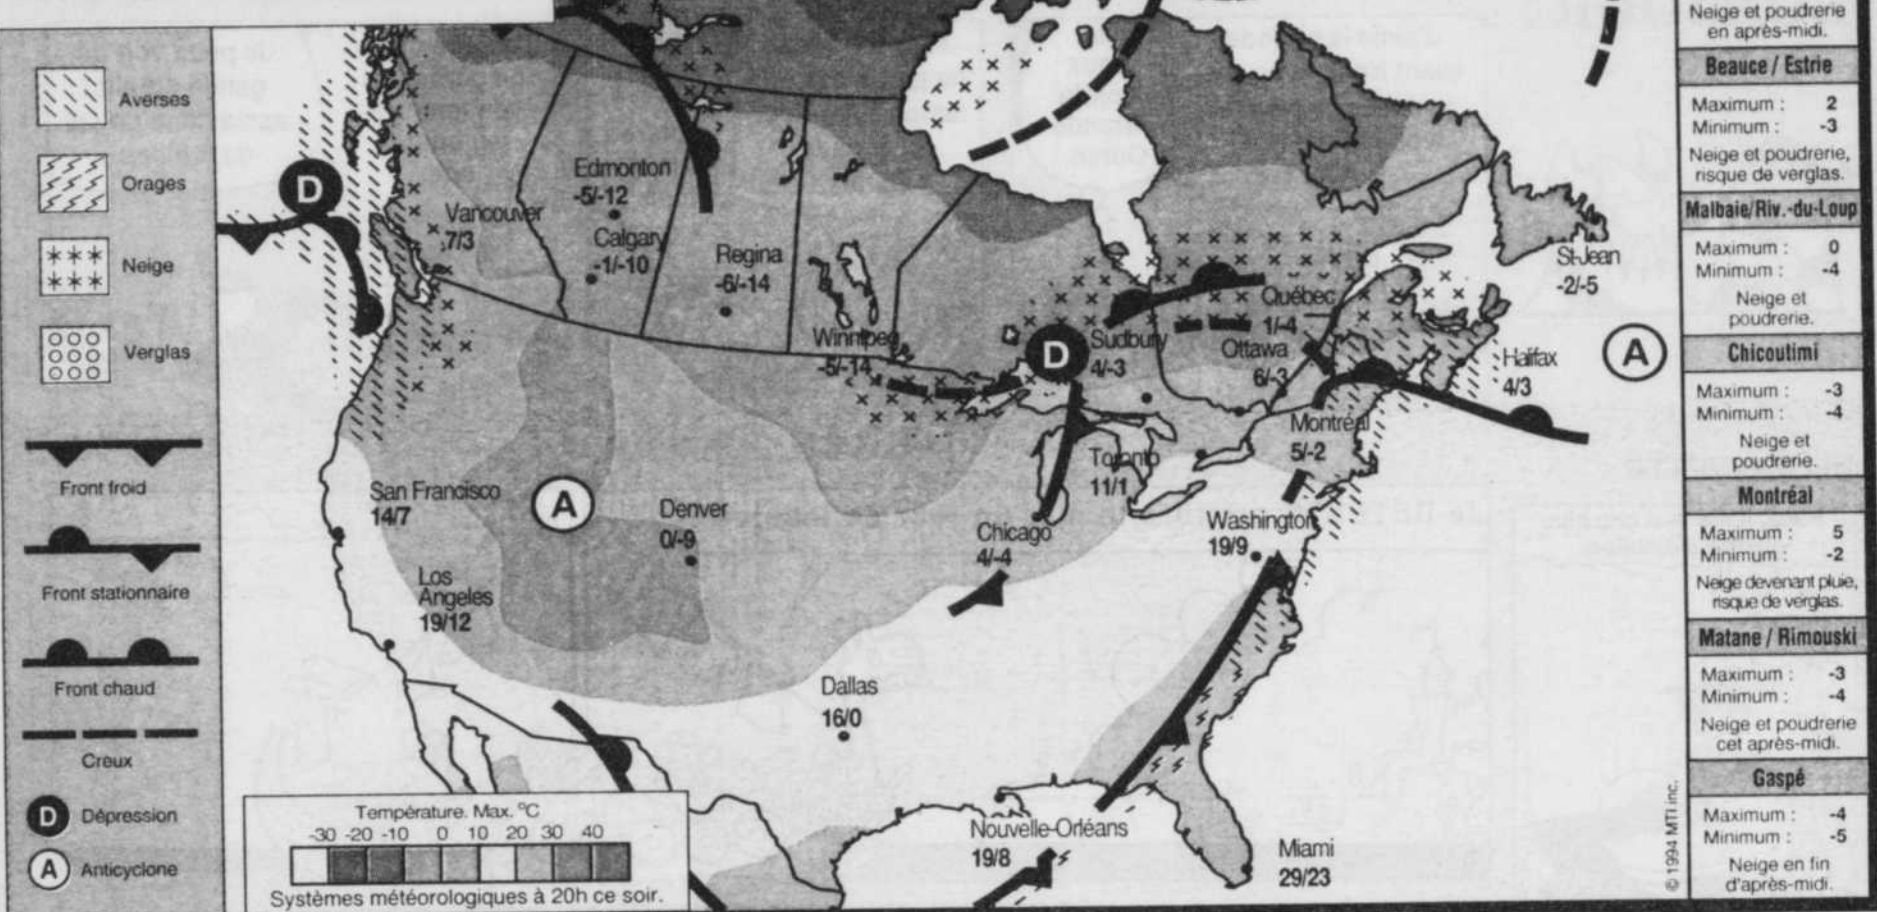 Averses
Orages
Neige
Verglas
Front froid
Front stationnaire
Front chaud
Creux
D Dépression
A Anticyclone
D
Edmonton
-5/-12
Vancouver
7/3
Calgary
-1/-10
Regina
-6/-14
Winnipeg
-5/-14
D
Sudbury
4/-3
Québec
1/-4
Ottawa
6/-3
St-Jean
-2/-5
A
Halifax
4/3
Montréal
5/-2
Toronto
11/1
San Francisco
14/7
A
Denver
0/-9
Chicago
4/-4
Washington
19/9
Los
Angeles
19/12
Dallas
16/0
Nouvelle-Orléans
19/8
Miami
29/23
Température. Max. °C
-30 -20 -10 0 10 20 30 40
Systèmes météorologiques à 20h ce soir.
© 1994 MTI inc.
Neige et poudrerie
en après-midi.
Beauce / Estrie
Maximum : 2
Minimum : -3
Neige et poudrerie,
risque de verglas.
Malbaie/Riv.-du-Loup
Maximum : 0
Minimum : -4
Neige et
poudrerie.
Chicoutimi
Maximum : -3
Minimum : -4
Neige et
poudrerie.
Montréal
Maximum : 5
Minimum : -2
Neige devenant pluie,
risque de verglas.
Matane / Rimouski
Maximum : -3
Minimum : -4
Neige et poudrerie
cet après-midi.
Gaspé
Maximum : -4
Minimum : -5
Neige en fin
d'après-midi.